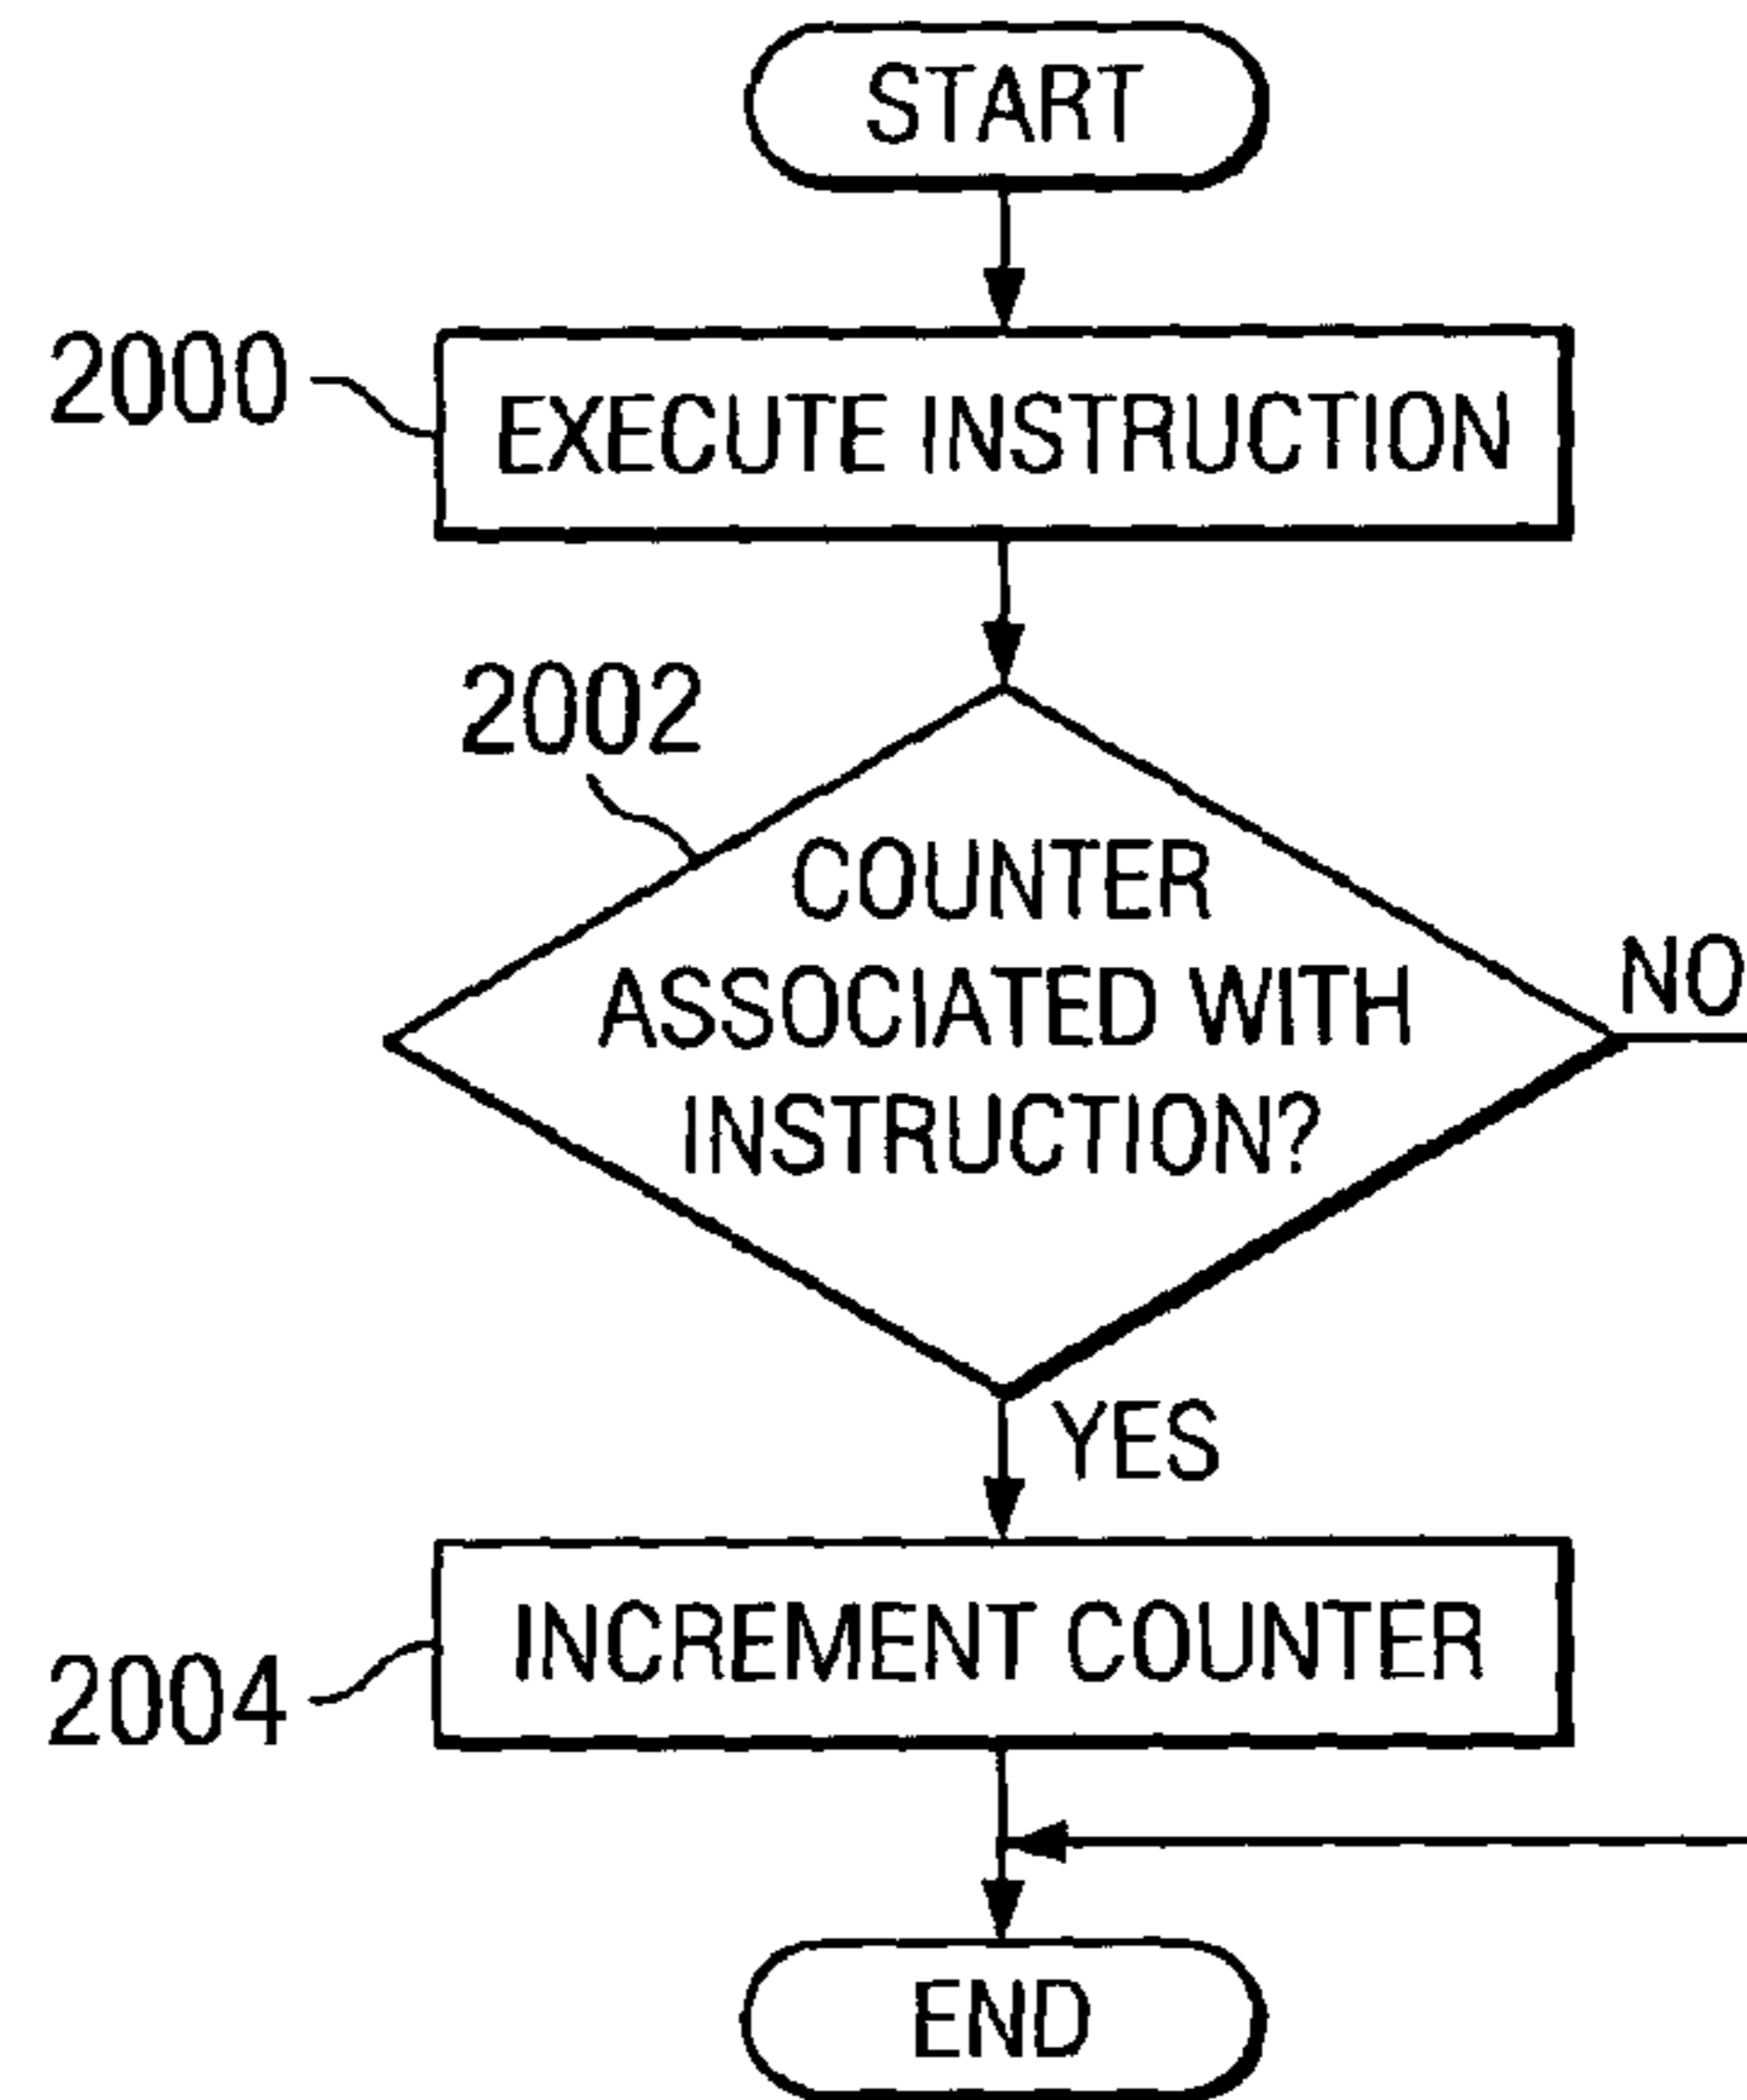 START
2000
EXECUTE INSTRUCTION
2002
COUNTER
ASSOCIATED WITH
INSTRUCTION?
NO
YES
INCREMENT COUNTER
2004
END